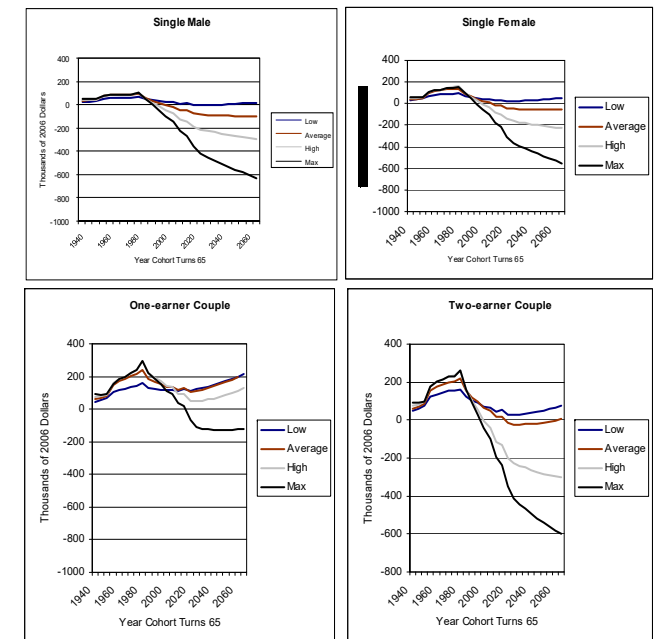 Single Male
400
200
0
-200
-400
-600
-800
-1000
Thousands of 2006 Dollars
1940
1960
1980
2000
2020
2040
2060
Year Cohort Turns 65
Low
Average
High
Max
Single Female
400
200
0
-200
-400
-600
-800
-1000
1940
1960
1980
2000
2020
2040
2060
Year Cohort Turns 65
Low
Average
High
Max
One-earner Couple
400
200
0
-200
-400
-600
-800
-1000
Thousands of 2006 Dollars
1940
1960
1980
2000
2020
2040
2060
Year Cohort Turns 65
Low
Average
High
Max
Two-earner Couple
400
200
0
-200
-400
-600
-800
Thousands of 2006 Dollars
1940
1960
1980
2000
2020
2040
2060
Year Cohort Turns 65
Low
Average
High
Max